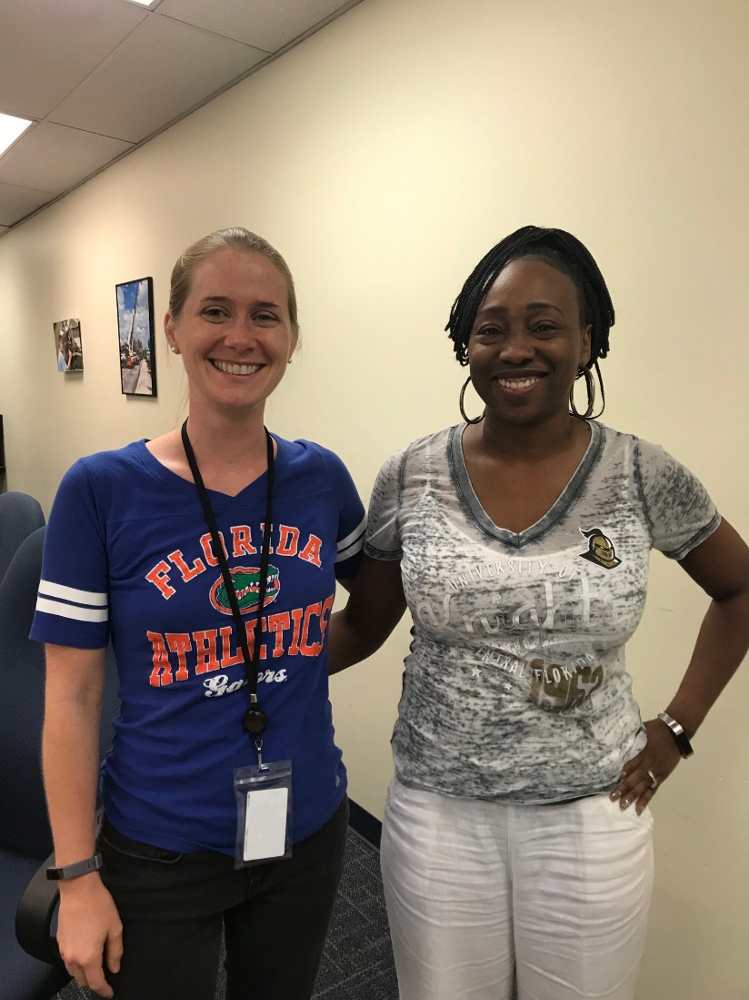 FLORIDA
ATHLETICS
Gators
UNIVERSITY OF
Knights
CENTRAL FLORIDA
1963